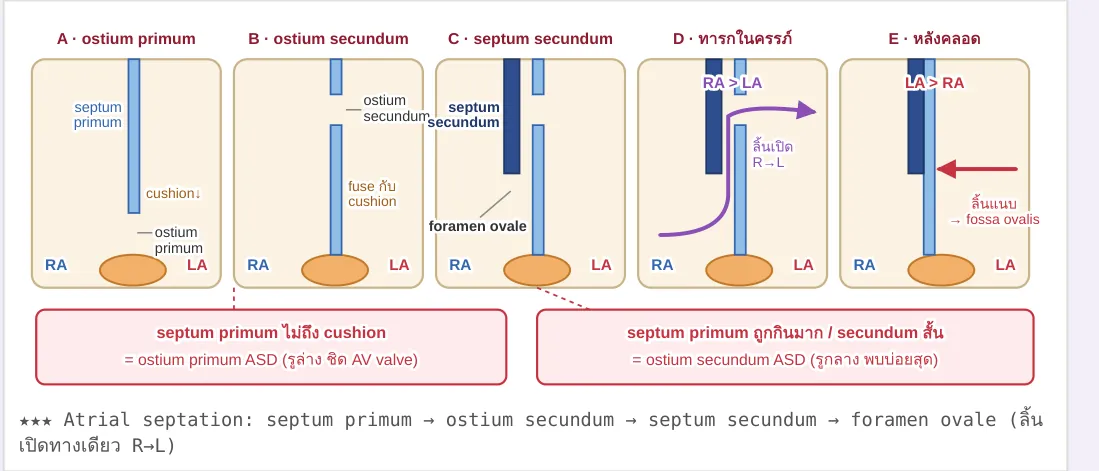 A · ostium primum
septum
primum
cushion↓
ostium
primum
RA
LA
B · ostium secundum
ostium
secundum
fuse กับ
cushion
RA
LA
C · septum secundum
septum
secundum
foramen ovale
RA
LA
D · ทารกในครรภ์
RA > LA
ลิ้นเปิด
R→L
RA
LA
E · หลังคลอด
LA > RA
ลิ้นแนบ
→ fossa ovalis
RA
LA
septum primum ไม่ถึง cushion
= ostium primum ASD (รูล่าง ชิด AV valve)
septum primum ถูกกินมาก / secundum สั้น
= ostium secundum ASD (รูกลาง พบบ่อยสุด)
★★★ Atrial septation: septum primum → ostium secundum → septum secundum → foramen ovale (ลิ้น
เปิดทางเดียว R→L)